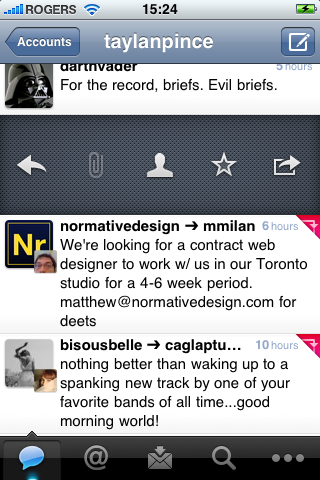 ROGERS 15:24
Accounts taylanpince
darthvader 5 hours
For the record, briefs. Evil briefs.
normativedesign ➔ mmilan 6 hours
Nr
We're looking for a contract web
designer to work w/ us in our Toronto
studio for a 4-6 week period.
matthew@normativedesign.com for
deets
bisousbelle ➔ caglaptu... 10 hours
nothing better than waking up to a
spanking new track by one of your
favorite bands of all time...good
morning world!
@